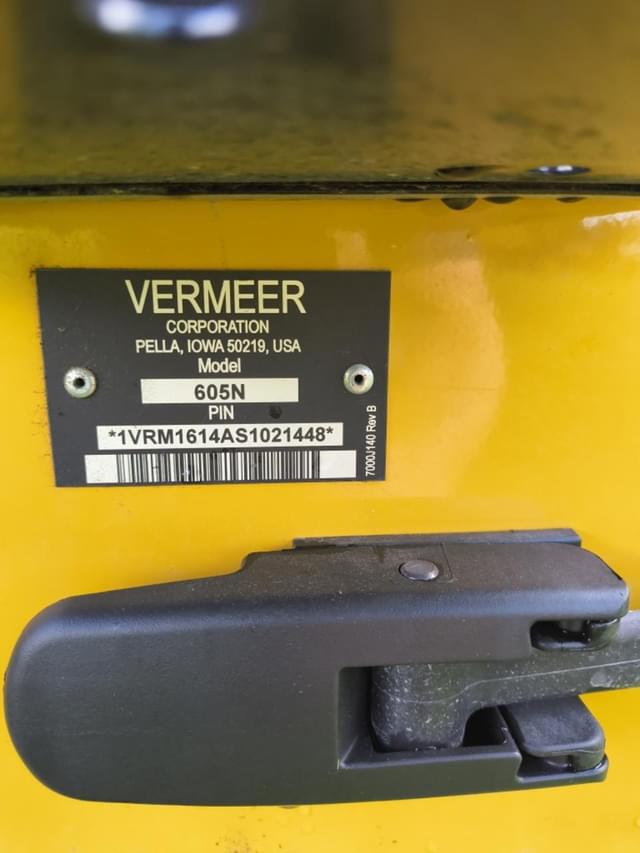 VERMEER
CORPORATION
PELLA, IOWA 50219, USA
Model
605N
PIN
*1VRM1614AS1021448*
7000J140 Rev B